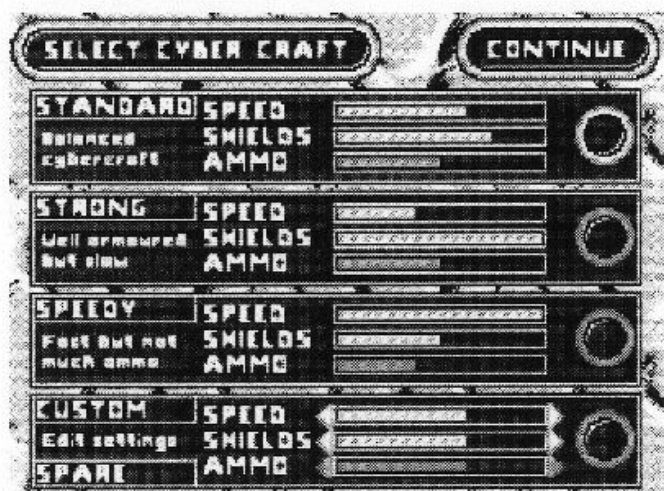 SELECT CYBER CRAFT
CONTINUE
STANDARD
Balanced
cybercraft
SPEED
SHIELDS
AMMO
STRONG
Well armoured
but slow
SPEED
SHIELDS
AMMO
SPEEDY
Fast but not
much ammo
SPEED
SHIELDS
AMMO
CUSTOM
Edit settings
SPARE
SPEED
SHIELDS
AMMO